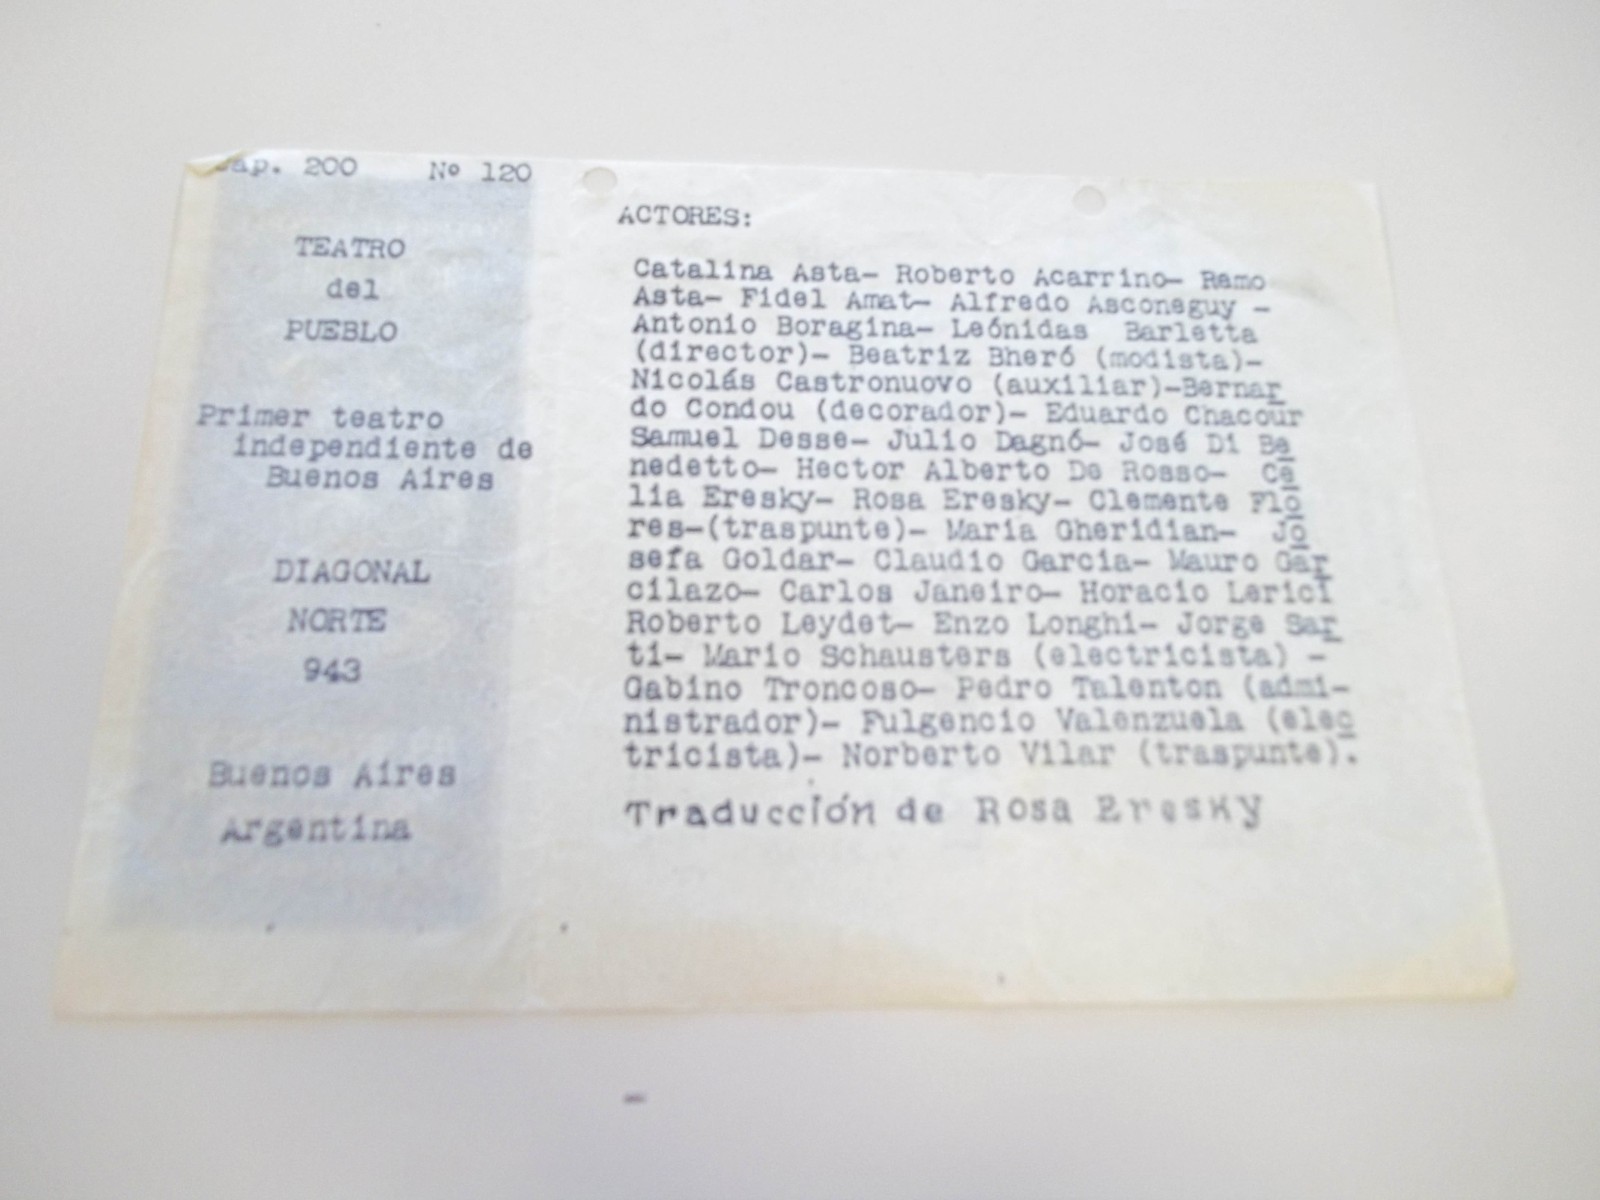 Cap. 200 Nº 120
TEATRO
del
PUEBLO
Primer teatro
independiente de
Buenos Aires
DIAGONAL
NORTE
943
Buenos Aires
Argentina
ACTORES:
Catalina Asta- Roberto Acarrino- Remo
Asta- Fidel Amat- Alfredo Asconeguy -
Antonio Boragina- Leónidas Barletta
(director)- Beatriz Bheró (modista)-
Nicolás Castronuovo (auxiliar)-Bernar
do Condou (decorador)- Eduardo Chacour
Samuel Desse- Julio Dagnó- José Di Be
nedetto- Hector Alberto De Rosso- Ce
lia Eresky- Rosa Eresky- Clemente Flo
res-(traspunte)- Maria Gheridian- Jo
sefa Goldar- Claudio Garcia- Mauro Gar
cilazo- Carlos Janeiro- Horacio Lerici
Roberto Leydet- Enzo Longhi- Jorge Sar
ti- Mario Schausters (electricista) -
Gabino Troncoso- Pedro Talenton (admi-
nistrador)- Fulgencio Valenzuela (elec
tricista)- Norberto Vilar (traspunte).
Traducción de Rosa Eresky